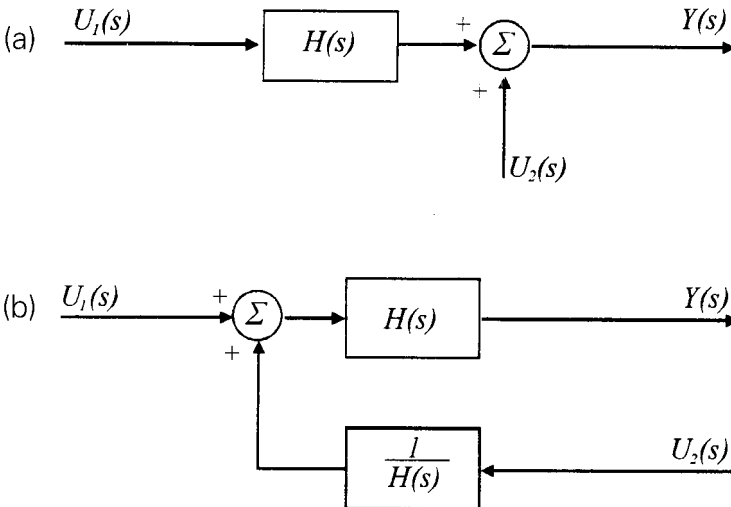 (a)
U₁(s)
H(s)
+
Σ
Y(s)
+
U₂(s)
(b)
U₁(s)
+
Σ
H(s)
Y(s)
+
1
H(s)
U₂(s)